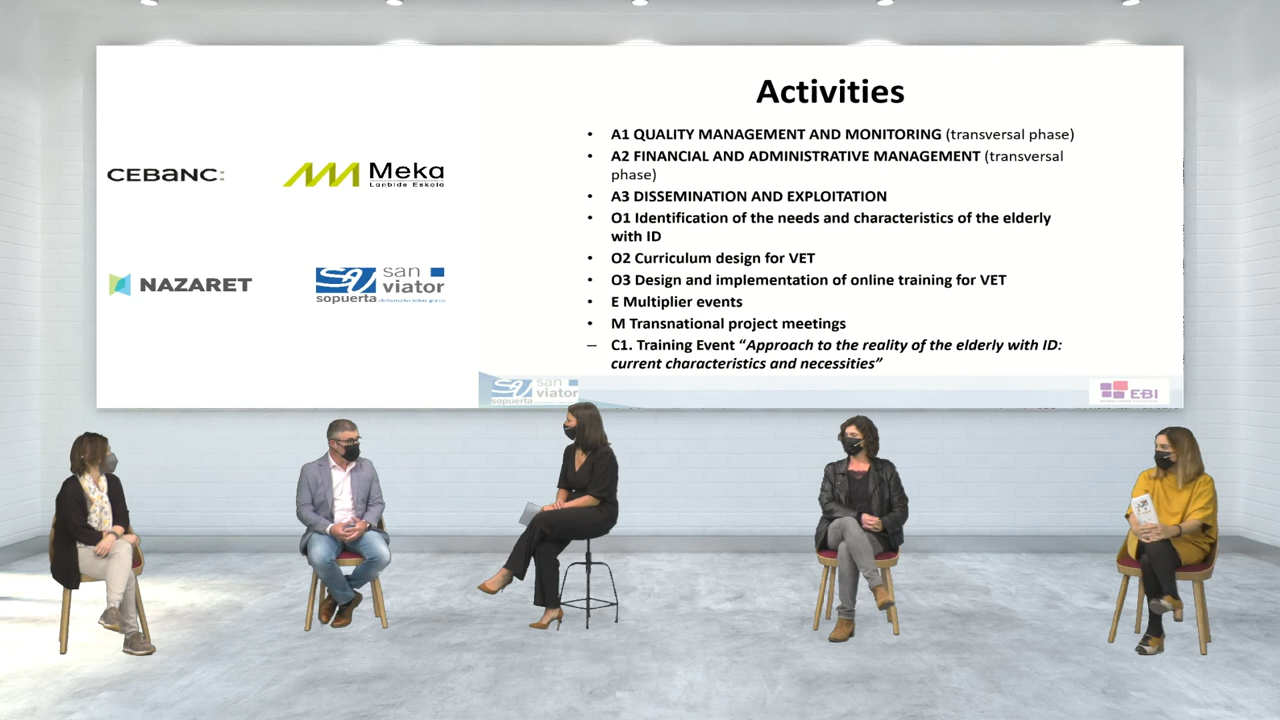 CEBANC:
Meka
Lanbide Eskola
NAZARET
san
viator
sopuerta
Activities
• A1 QUALITY MANAGEMENT AND MONITORING (transversal phase)
• A2 FINANCIAL AND ADMINISTRATIVE MANAGEMENT (transversal
phase)
• A3 DISSEMINATION AND EXPLOITATION
• O1 Identification of the needs and characteristics of the elderly
with ID
• O2 Curriculum design for VET
• O3 Design and implementation of online training for VET
• E Multiplier events
• M Transnational project meetings
– C1. Training Event “Approach to the reality of the elderly with ID:
current characteristics and necessities”
san
viator
sopuerta
EBI